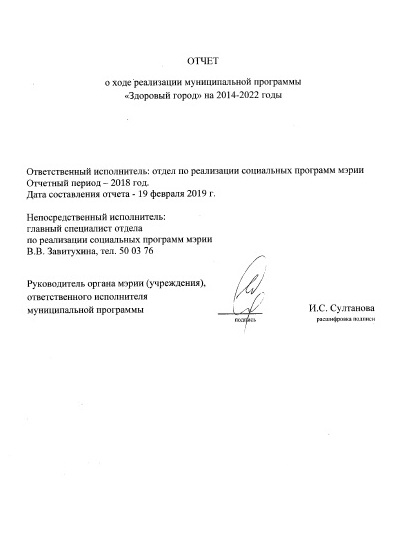 ОТЧЕТ
о ходе реализации муниципальной программы
«Здоровый город» на 2014-2022 годы
Ответственный исполнитель: отдел по реализации социальных программ мэрии
Отчетный период – 2018 год.
Дата составления отчета - 19 февраля 2019 г.
Непосредственный исполнитель:
главный специалист отдела
по реализации социальных программ мэрии
В.В. Завитухина, тел. 50 03 76
Руководитель органа мэрии (учреждения),
ответственного исполнителя
муниципальной программы
И.С. Султанова
подпись
расшифровка подписи